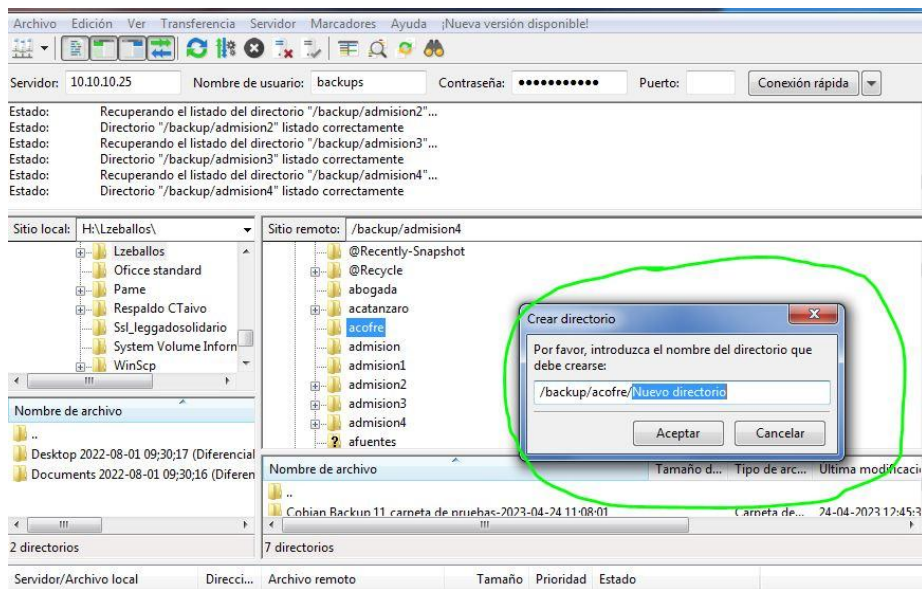 Archivo Edición Ver Transferencia Servidor Marcadores Ayuda ¡Nueva versión disponible!
Servidor: 10.10.10.25 Nombre de usuario: backups Contraseña: ●●●●●●●●●●● Puerto: Conexión rápida
Estado: Recuperando el listado del directorio "/backup/admision2"...
Estado: Directorio "/backup/admision2" listado correctamente
Estado: Recuperando el listado del directorio "/backup/admision3"...
Estado: Directorio "/backup/admision3" listado correctamente
Estado: Recuperando el listado del directorio "/backup/admision4"...
Estado: Directorio "/backup/admision4" listado correctamente
Sitio local: H:\Lzeballos\
Lzeballos
Oficce standard
Pame
Respaldo CTaivo
Ssl_leggadosolidario
System Volume Inforn
WinScp
Nombre de archivo
..
Desktop 2022-08-01 09;30;17 (Diferencial
Documents 2022-08-01 09;30;16 (Diferen
2 directorios
Sitio remoto: /backup/admision4
@Recently-Snapshot
@Recycle
abogada
acatanzaro
acofre
admision
admision1
admision2
admision3
admision4
afuentes
Crear directorio
Por favor, introduzca el nombre del directorio que
debe crearse:
/backup/acofre/Nuevo directorio
Aceptar Cancelar
Nombre de archivo Tamaño d... Tipo de arc... Última modificaci
..
Cobian Backup 11 carpeta de pruebas-2023-04-24 11;08;01 Carpeta de... 24-04-2023 12:45:3
7 directorios
Servidor/Archivo local Direcci... Archivo remoto Tamaño Prioridad Estado